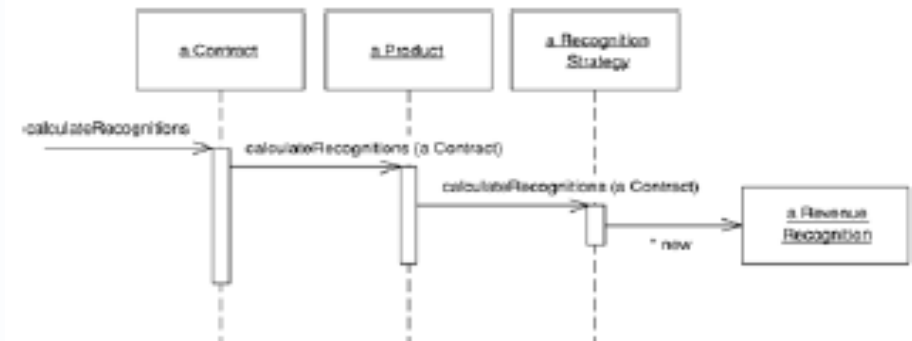 a Contract
a Product
a Recognition
Strategy
calculateRecognitions
calculateRecognitions (a Contract)
calculateRecognitions (a Contract)
a Revenue
Recognition
* new